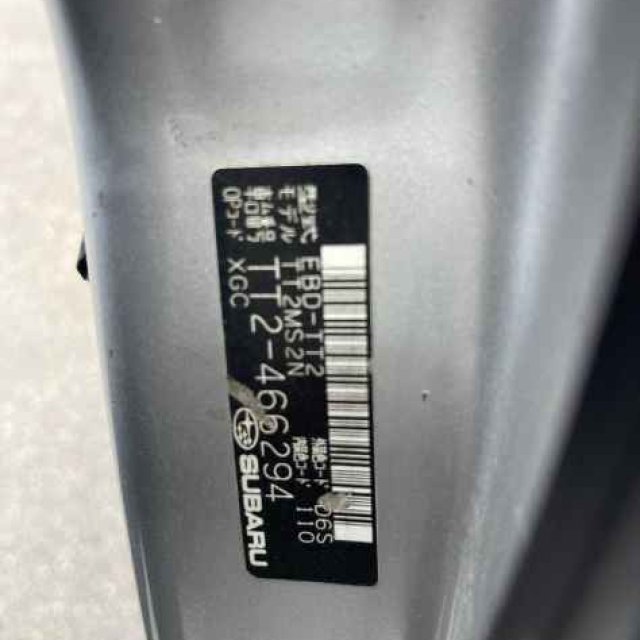 型式 EBD-TT2
モデル TT2MS2N
車台番号 TT2-466294
OPコード XGC
塗色コード D6S
内装コード 110
SUBARU